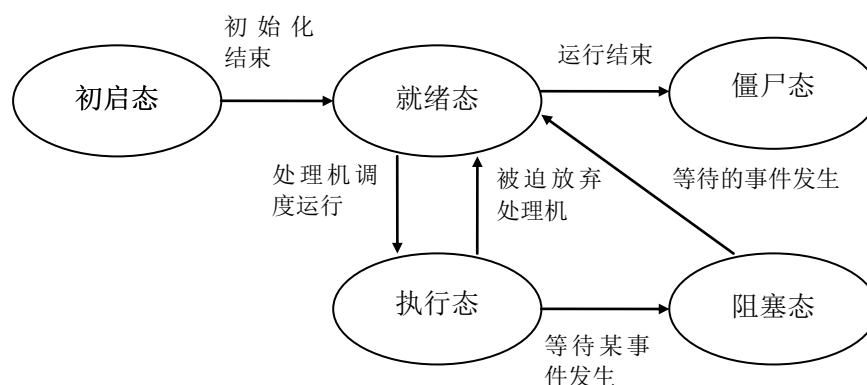 初始化
结束
运行结束
初启态
就绪态
僵尸态
处理机调
度运行
被迫放弃
处理机
等待的事件发生
执行态
阻塞态
等待某事
件发生